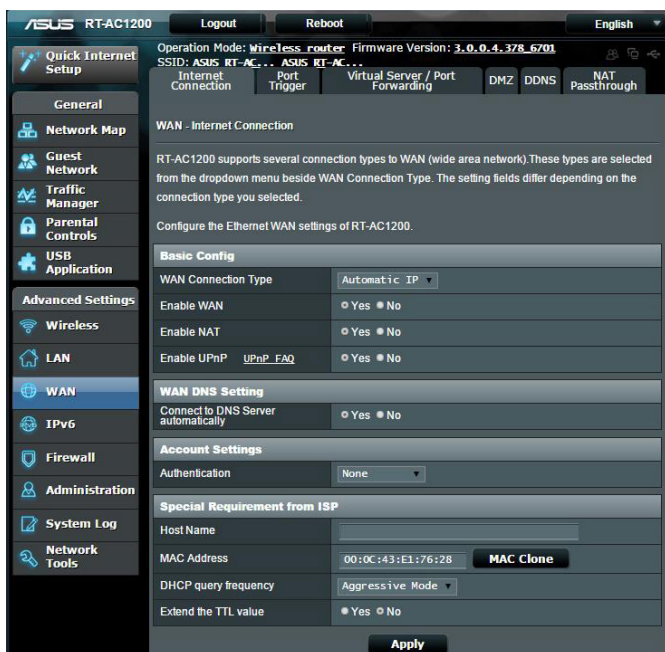 ASUS RT-AC1200 Logout Reboot English
Quick Internet Setup
General
Network Map
Guest Network
Traffic Manager
Parental Controls
USB Application
Advanced Settings
Wireless
LAN
WAN
IPv6
Firewall
Administration
System Log
Network Tools
Operation Mode: Wireless router Firmware Version: 3.0.0.4.378_6701
SSID: ASUS RT-AC... ASUS RT-AC...
Internet Connection
Port Trigger
Virtual Server / Port Forwarding
DMZ
DDNS
NAT Passthrough
WAN - Internet Connection
RT-AC1200 supports several connection types to WAN (wide area network).These types are selected
from the dropdown menu beside WAN Connection Type. The setting fields differ depending on the
connection type you selected.
Configure the Ethernet WAN settings of RT-AC1200.
Basic Config
WAN Connection Type Automatic IP
Enable WAN Yes No
Enable NAT Yes No
Enable UPnP UPnP FAQ Yes No
WAN DNS Setting
Connect to DNS Server automatically Yes No
Account Settings
Authentication None
Special Requirement from ISP
Host Name
MAC Address 00:0C:43:E1:76:28 MAC Clone
DHCP query frequency Aggressive Mode
Extend the TTL value Yes No
Apply